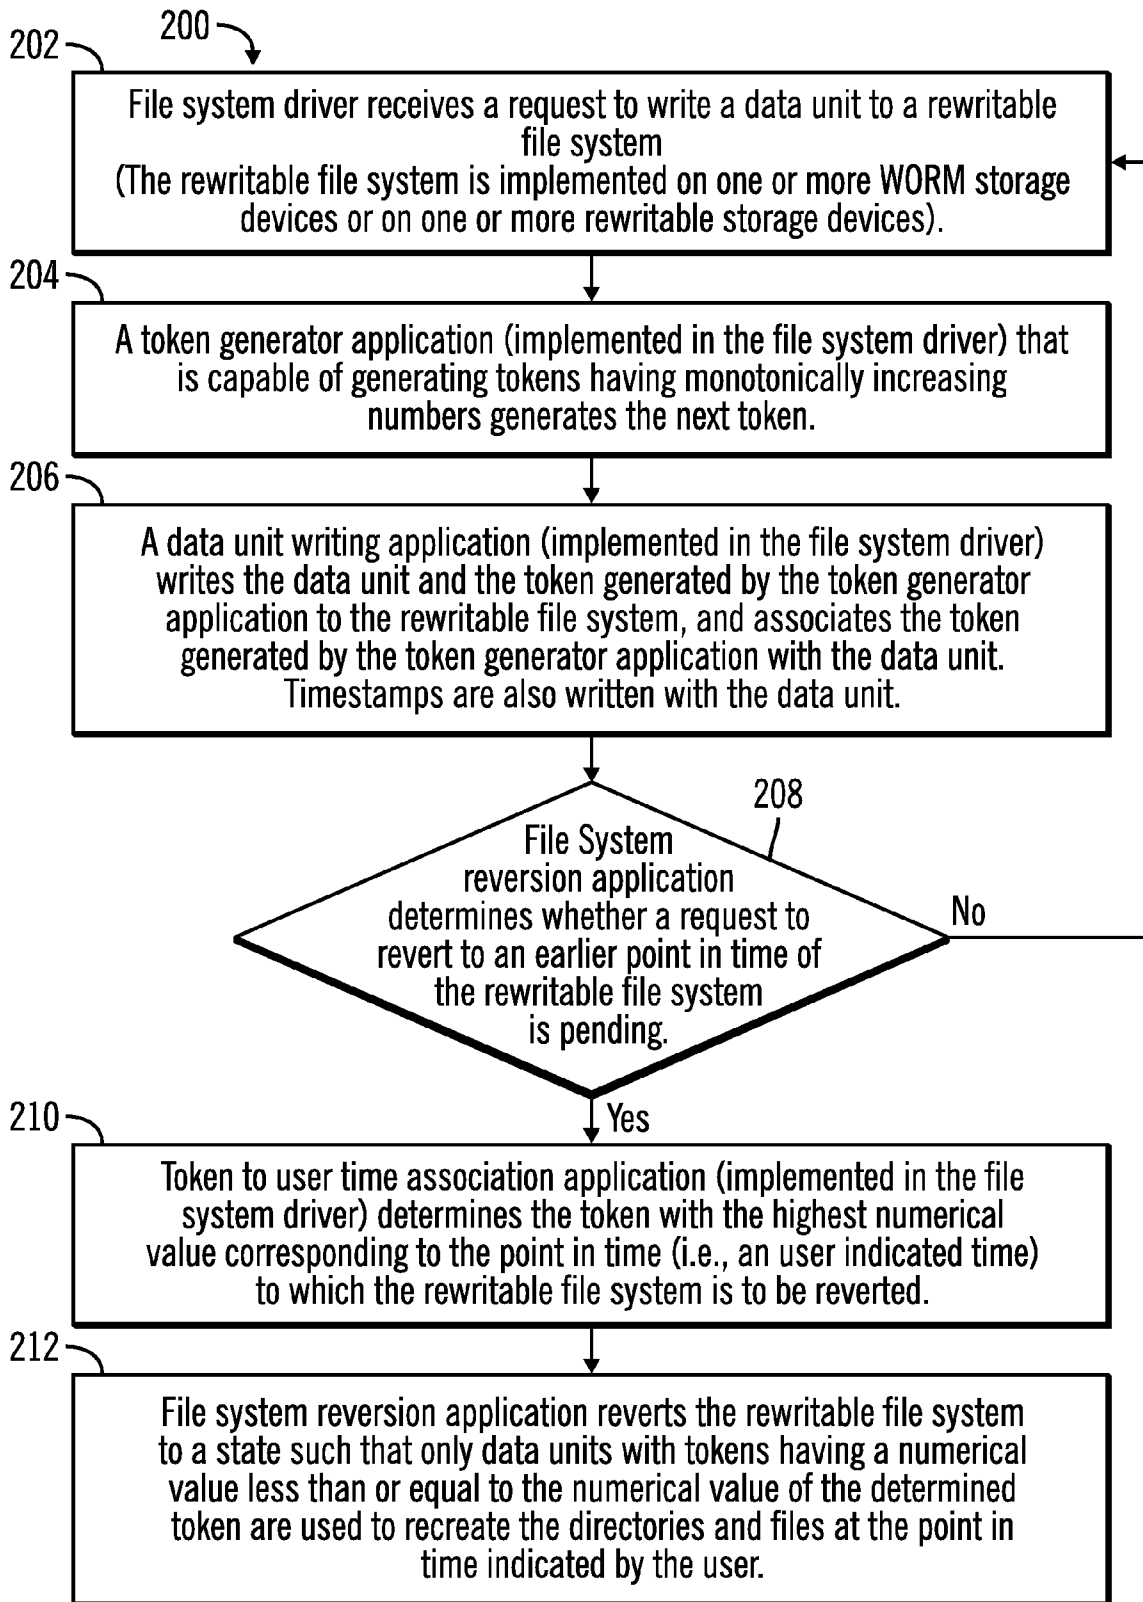 200
202
File system driver receives a request to write a data unit to a rewritable
file system
(The rewritable file system is implemented on one or more WORM storage
devices or on one or more rewritable storage devices).
204
A token generator application (implemented in the file system driver) that
is capable of generating tokens having monotonically increasing
numbers generates the next token.
206
A data unit writing application (implemented in the file system driver)
writes the data unit and the token generated by the token generator
application to the rewritable file system, and associates the token
generated by the token generator application with the data unit.
Timestamps are also written with the data unit.
208
File System
reversion application
determines whether a request to
revert to an earlier point in time of
the rewritable file system
is pending.
No
Yes
210
Token to user time association application (implemented in the file
system driver) determines the token with the highest numerical
value corresponding to the point in time (i.e., an user indicated time)
to which the rewritable file system is to be reverted.
212
File system reversion application reverts the rewritable file system
to a state such that only data units with tokens having a numerical
value less than or equal to the numerical value of the determined
token are used to recreate the directories and files at the point in
time indicated by the user.